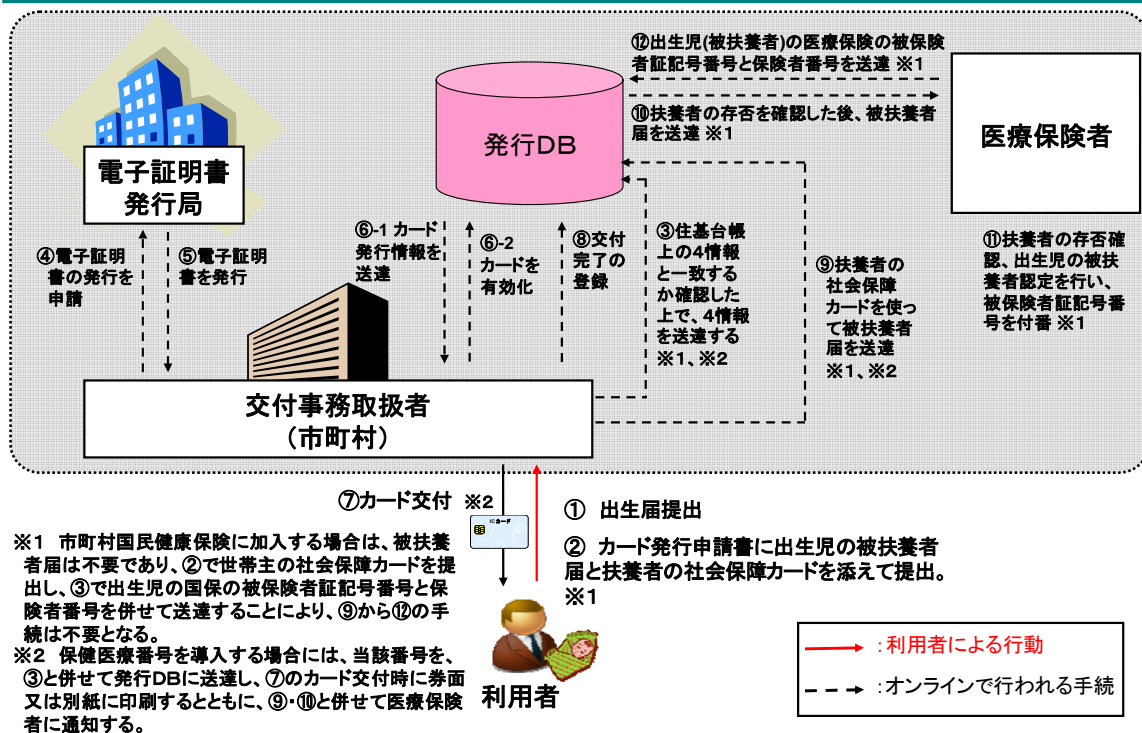 ⑫出生児(被扶養者)の医療保険の被保険
者証記号番号と保険者番号を送達 ※1
⑩扶養者の存否を確認した後、被扶養者
届を送達 ※1
発行DB
医療保険者
電子証明書
発行局
④電子証明
書の発行を
申請
⑤電子証明
書を発行
⑥-1 カード
発行情報を
送達
⑥-2
カードを
有効化
⑧交付
完了の
登録
③住基台帳
上の4情報
と一致する
か確認した
上で、4情報
を送達する
※1、※2
⑨扶養者の
社会保障
カードを使っ
て被扶養者
届を送達
※1、※2
⑪扶養者の存否確
認、出生児の被扶
養者認定を行い、
被保険者証記号番
号を付番 ※1
交付事務取扱者
(市町村)
⑦カード交付 ※2
ICカード
① 出生届提出
② カード発行申請書に出生児の被扶養者
届と扶養者の社会保障カードを添えて提出。
※1
利用者
※1 市町村国民健康保険に加入する場合は、被扶養
者届は不要であり、②で世帯主の社会保障カードを提
出し、③で出生児の国保の被保険者証記号番号と保
険者番号を併せて送達することにより、⑨から⑫の手
続は不要となる。
※2 保健医療番号を導入する場合には、当該番号を、
③と併せて発行DBに送達し、⑦のカード交付時に券面
又は別紙に印刷するとともに、⑨・⑩と併せて医療保険
者に通知する。
:利用者による行動
:オンラインで行われる手続